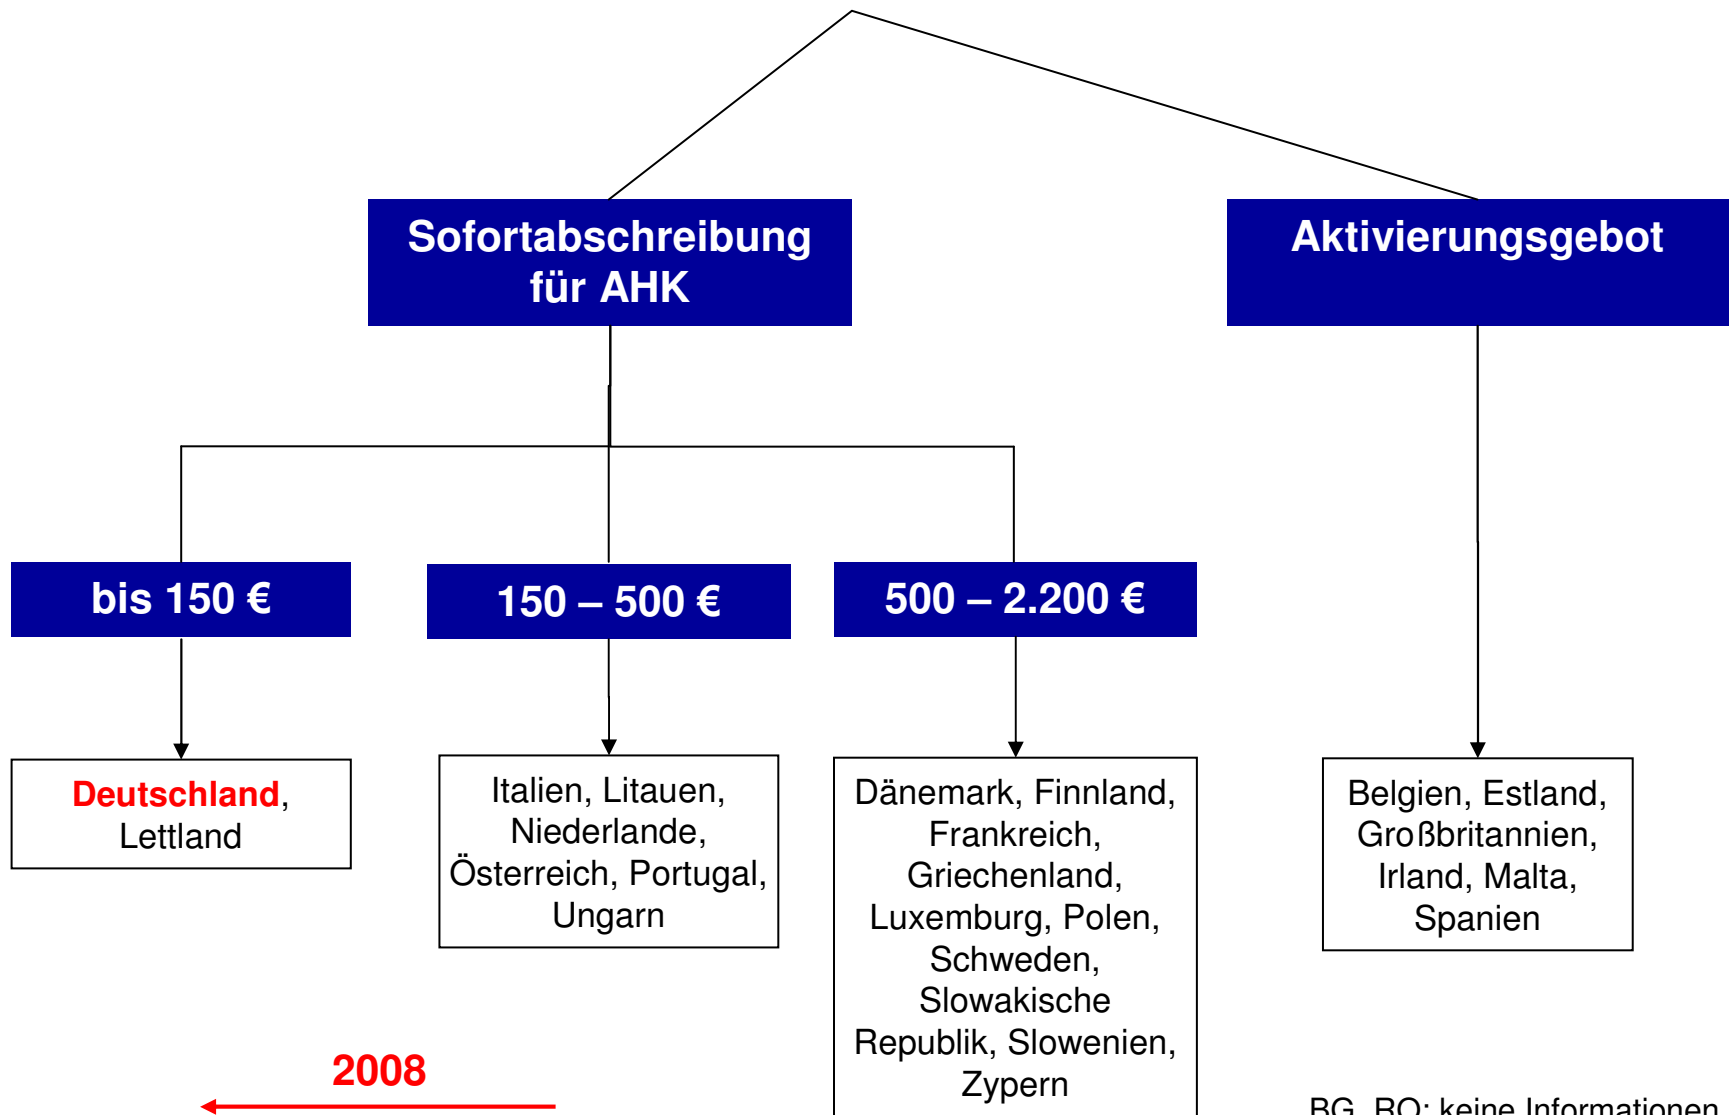 Sofortabschreibung
für AHK
Aktivierungsgebot
bis 150 €
150 – 500 €
500 – 2.200 €
Deutschland,
Lettland
Italien, Litauen,
Niederlande,
Österreich, Portugal,
Ungarn
Dänemark, Finnland,
Frankreich,
Griechenland,
Luxemburg, Polen,
Schweden,
Slowakische
Republik, Slowenien,
Zypern
Belgien, Estland,
Großbritannien,
Irland, Malta,
Spanien
2008
BG, RO: keine Informationen